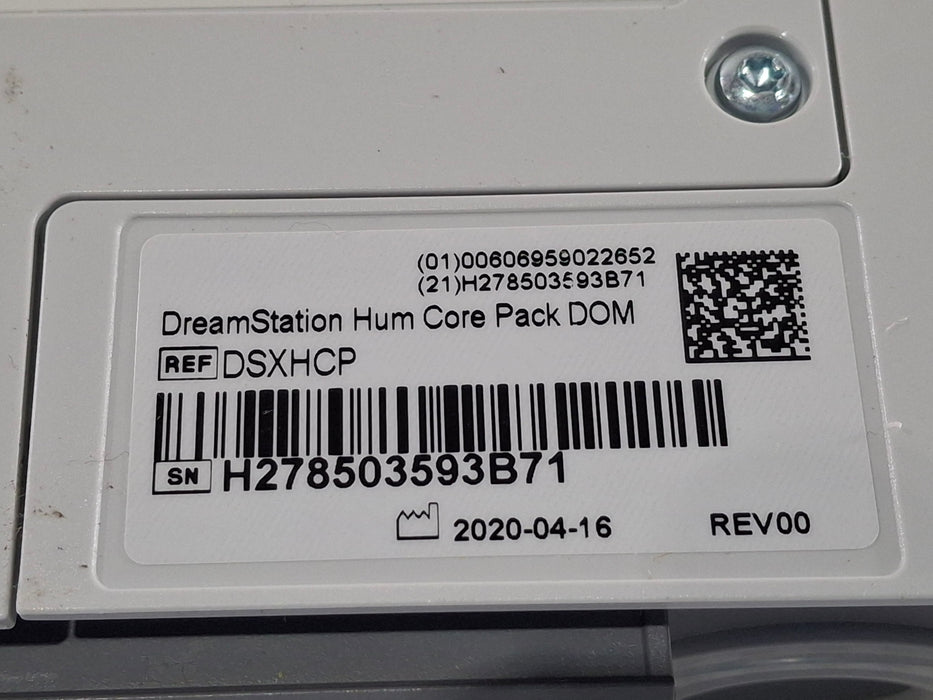 (01)00606959022652
(21)H278503593B71
DreamStation Hum Core Pack DOM
REF DSXHCP
SN H278503593B71
2020-04-16 REV00